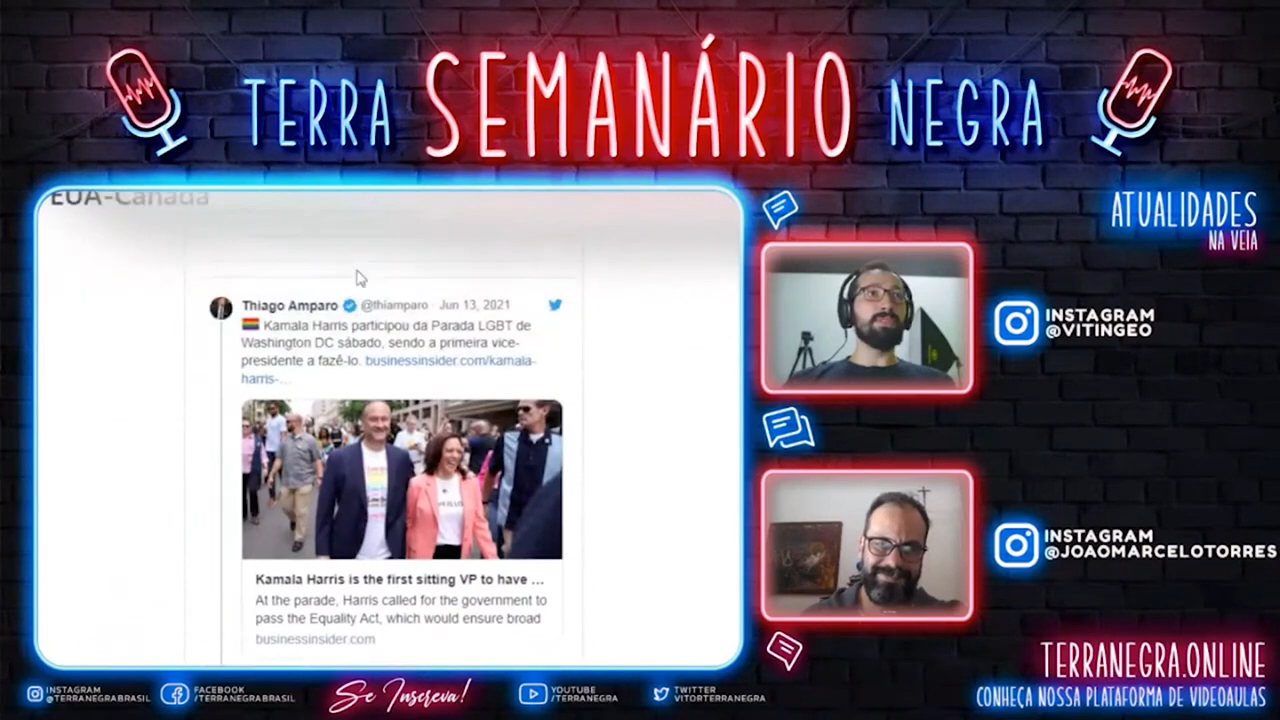 TERRA SEMANÁRIO NEGRA
EUA-Canadá
Thiago Amparo @thiamparo · Jun 13, 2021
Kamala Harris participou da Parada LGBT de
Washington DC sábado, sendo a primeira vice-
presidente a fazê-lo. businessinsider.com/kamala-
harris-...
Kamala Harris is the first sitting VP to have ...
At the parade, Harris called for the government to
pass the Equality Act, which would ensure broad
businessinsider.com
ATUALIDADES
NA VEIA
INSTAGRAM
@VITINGEO
INSTAGRAM
@JOAOMARCELOTORRES
TERRANEGRA.ONLINE
CONHEÇA NOSSA PLATAFORMA DE VIDEOAULAS
INSTAGRAM
@TERRANEGRABRASIL
FACEBOOK
/TERRANEGRABRASIL
Se Inscreva!
YOUTUBE
/TERRANEGRA
TWITTER
VITORTERRANEGRA